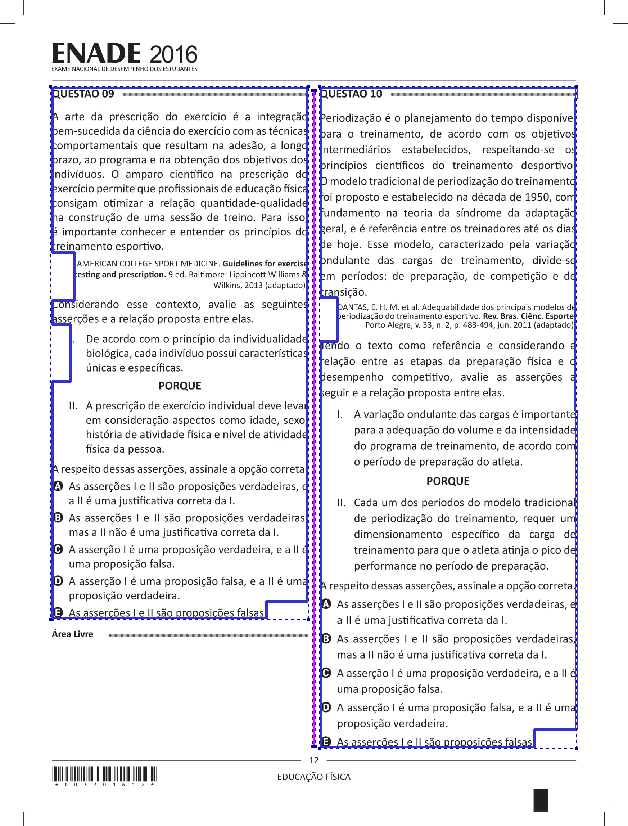 ENADE 2016
EXAME NACIONAL DE DESEMPENHO DOS ESTUDANTES
QUESTÃO 09
A arte da prescrição do exercício é a integração
bem-sucedida da ciência do exercício com as técnicas
comportamentais que resultam na adesão, a longo
prazo, ao programa e na obtenção dos objetivos dos
indivíduos. O amparo científico na prescrição do
exercício permite que profissionais de educação física
consigam otimizar a relação quantidade-qualidade
na construção de uma sessão de treino. Para isso,
é importante conhecer e entender os princípios do
treinamento esportivo.
AMERICAN COLLEGE SPORT MEDICINE. Guidelines for exercise
testing and prescription. 9 ed. Baltimore: Lippincott Williams &
Wilkins, 2013 (adaptado).
Considerando esse contexto, avalie as seguintes
asserções e a relação proposta entre elas.
I. De acordo com o princípio da individualidade
biológica, cada indivíduo possui características
únicas e específicas.
PORQUE
II. A prescrição de exercício individual deve levar
em consideração aspectos como idade, sexo,
história de atividade física e nível de atividade
física da pessoa.
A respeito dessas asserções, assinale a opção correta.
A As asserções I e II são proposições verdadeiras, e
a II é uma justificativa correta da I.
B As asserções I e II são proposições verdadeiras,
mas a II não é uma justificativa correta da I.
C A asserção I é uma proposição verdadeira, e a II é
uma proposição falsa.
D A asserção I é uma proposição falsa, e a II é uma
proposição verdadeira.
E As asserções I e II são proposições falsas.
Área Livre
QUESTÃO 10
Periodização é o planejamento do tempo disponível
para o treinamento, de acordo com os objetivos
intermediários estabelecidos, respeitando-se os
princípios científicos do treinamento desportivo.
O modelo tradicional de periodização do treinamento
foi proposto e estabelecido na década de 1950, com
fundamento na teoria da síndrome da adaptação
geral, e é referência entre os treinadores até os dias
de hoje. Esse modelo, caracterizado pela variação
ondulante das cargas de treinamento, divide-se
em períodos: de preparação, de competição e de
transição.
DANTAS, E. H. M. et al. Adequabilidade dos principais modelos de
periodização do treinamento esportivo. Rev. Bras. Ciênc. Esporte,
Porto Alegre, v. 33, n. 2, p. 483-494, jun. 2011 (adaptado).
Tendo o texto como referência e considerando a
relação entre as etapas da preparação física e o
desempenho competitivo, avalie as asserções a
seguir e a relação proposta entre elas.
I. A variação ondulante das cargas é importante
para a adequação do volume e da intensidade
do programa de treinamento, de acordo com
o período de preparação do atleta.
PORQUE
II. Cada um dos períodos do modelo tradicional
de periodização do treinamento, requer um
dimensionamento específico da carga de
treinamento para que o atleta atinja o pico de
performance no período de preparação.
A respeito dessas asserções, assinale a opção correta.
A As asserções I e II são proposições verdadeiras, e
a II é uma justificativa correta da I.
B As asserções I e II são proposições verdadeiras,
mas a II não é uma justificativa correta da I.
C A asserção I é uma proposição verdadeira, e a II é
uma proposição falsa.
D A asserção I é uma proposição falsa, e a II é uma
proposição verdadeira.
E As asserções I e II são proposições falsas.
12
EDUCAÇÃO FÍSICA